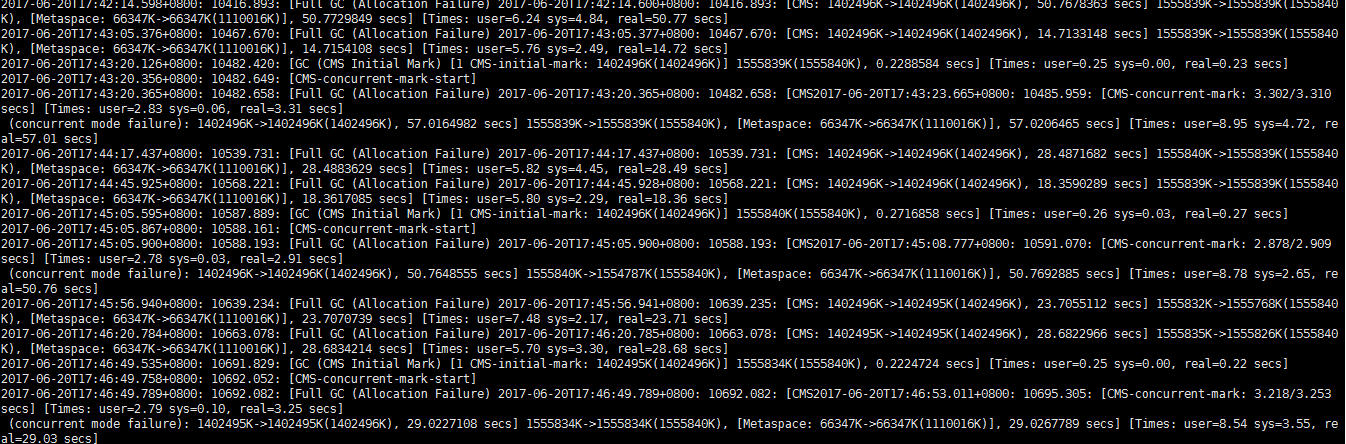 2017-06-20T17:42:14.598+0800: 10416.893: [Full GC (Allocation Failure) 2017-06-20T17:42:14.600+0800: 10416.893: [CMS: 1402496K->1402496K(1402496K), 50.7678363 secs] 1555839K->1555839K(1555840
K), [Metaspace: 66347K->66347K(1110016K)], 50.7729849 secs] [Times: user=6.24 sys=4.84, real=50.77 secs]
2017-06-20T17:43:05.376+0800: 10467.670: [Full GC (Allocation Failure) 2017-06-20T17:43:05.377+0800: 10467.670: [CMS: 1402496K->1402496K(1402496K), 14.7133148 secs] 1555839K->1555839K(1555840
K), [Metaspace: 66347K->66347K(1110016K)], 14.7154108 secs] [Times: user=5.76 sys=2.49, real=14.72 secs]
2017-06-20T17:43:20.126+0800: 10482.420: [GC (CMS Initial Mark) [1 CMS-initial-mark: 1402496K(1402496K)] 1555839K(1555840K), 0.2288584 secs] [Times: user=0.25 sys=0.00, real=0.23 secs]
2017-06-20T17:43:20.356+0800: 10482.649: [CMS-concurrent-mark-start]
2017-06-20T17:43:20.365+0800: 10482.658: [Full GC (Allocation Failure) 2017-06-20T17:43:20.365+0800: 10482.658: [CMS2017-06-20T17:43:23.665+0800: 10485.959: [CMS-concurrent-mark: 3.302/3.310
secs] [Times: user=2.83 sys=0.06, real=3.31 secs]
(concurrent mode failure): 1402496K->1402496K(1402496K), 57.0164982 secs] 1555839K->1555839K(1555840K), [Metaspace: 66347K->66347K(1110016K)], 57.0206465 secs] [Times: user=8.95 sys=4.72, re
al=57.01 secs]
2017-06-20T17:44:17.437+0800: 10539.731: [Full GC (Allocation Failure) 2017-06-20T17:44:17.437+0800: 10539.731: [CMS: 1402496K->1402496K(1402496K), 28.4871682 secs] 1555840K->1555839K(1555840
K), [Metaspace: 66347K->66347K(1110016K)], 28.4883629 secs] [Times: user=5.82 sys=4.45, real=28.49 secs]
2017-06-20T17:44:45.925+0800: 10568.221: [Full GC (Allocation Failure) 2017-06-20T17:44:45.928+0800: 10568.221: [CMS: 1402496K->1402496K(1402496K), 18.3590289 secs] 1555839K->1555839K(1555840
K), [Metaspace: 66347K->66347K(1110016K)], 18.3617085 secs] [Times: user=5.80 sys=2.29, real=18.36 secs]
2017-06-20T17:45:05.595+0800: 10587.889: [GC (CMS Initial Mark) [1 CMS-initial-mark: 1402496K(1402496K)] 1555840K(1555840K), 0.2716858 secs] [Times: user=0.26 sys=0.03, real=0.27 secs]
2017-06-20T17:45:05.867+0800: 10588.161: [CMS-concurrent-mark-start]
2017-06-20T17:45:05.900+0800: 10588.193: [Full GC (Allocation Failure) 2017-06-20T17:45:05.900+0800: 10588.193: [CMS2017-06-20T17:45:08.777+0800: 10591.070: [CMS-concurrent-mark: 2.878/2.909
secs] [Times: user=2.78 sys=0.03, real=2.91 secs]
(concurrent mode failure): 1402496K->1402496K(1402496K), 50.7648555 secs] 1555840K->1554787K(1555840K), [Metaspace: 66347K->66347K(1110016K)], 50.7692885 secs] [Times: user=8.78 sys=2.65, re
al=50.76 secs]
2017-06-20T17:45:56.940+0800: 10639.234: [Full GC (Allocation Failure) 2017-06-20T17:45:56.941+0800: 10639.235: [CMS: 1402496K->1402495K(1402496K), 23.7055112 secs] 1555832K->1555768K(1555840
K), [Metaspace: 66347K->66347K(1110016K)], 23.7070739 secs] [Times: user=7.48 sys=2.17, real=23.71 secs]
2017-06-20T17:46:20.784+0800: 10663.078: [Full GC (Allocation Failure) 2017-06-20T17:46:20.785+0800: 10663.078: [CMS: 1402495K->1402495K(1402496K), 28.6822966 secs] 1555835K->1555826K(1555840
K), [Metaspace: 66347K->66347K(1110016K)], 28.6834214 secs] [Times: user=5.70 sys=3.30, real=28.68 secs]
2017-06-20T17:46:49.535+0800: 10691.829: [GC (CMS Initial Mark) [1 CMS-initial-mark: 1402495K(1402496K)] 1555834K(1555840K), 0.2224724 secs] [Times: user=0.25 sys=0.00, real=0.22 secs]
2017-06-20T17:46:49.758+0800: 10692.052: [CMS-concurrent-mark-start]
2017-06-20T17:46:49.789+0800: 10692.082: [Full GC (Allocation Failure) 2017-06-20T17:46:49.789+0800: 10692.082: [CMS2017-06-20T17:46:53.011+0800: 10695.305: [CMS-concurrent-mark: 3.218/3.253
secs] [Times: user=2.79 sys=0.10, real=3.25 secs]
(concurrent mode failure): 1402495K->1402495K(1402496K), 29.0227108 secs] 1555834K->1555834K(1555840K), [Metaspace: 66347K->66347K(1110016K)], 29.0267789 secs] [Times: user=8.54 sys=3.55, re
al=29.03 secs]